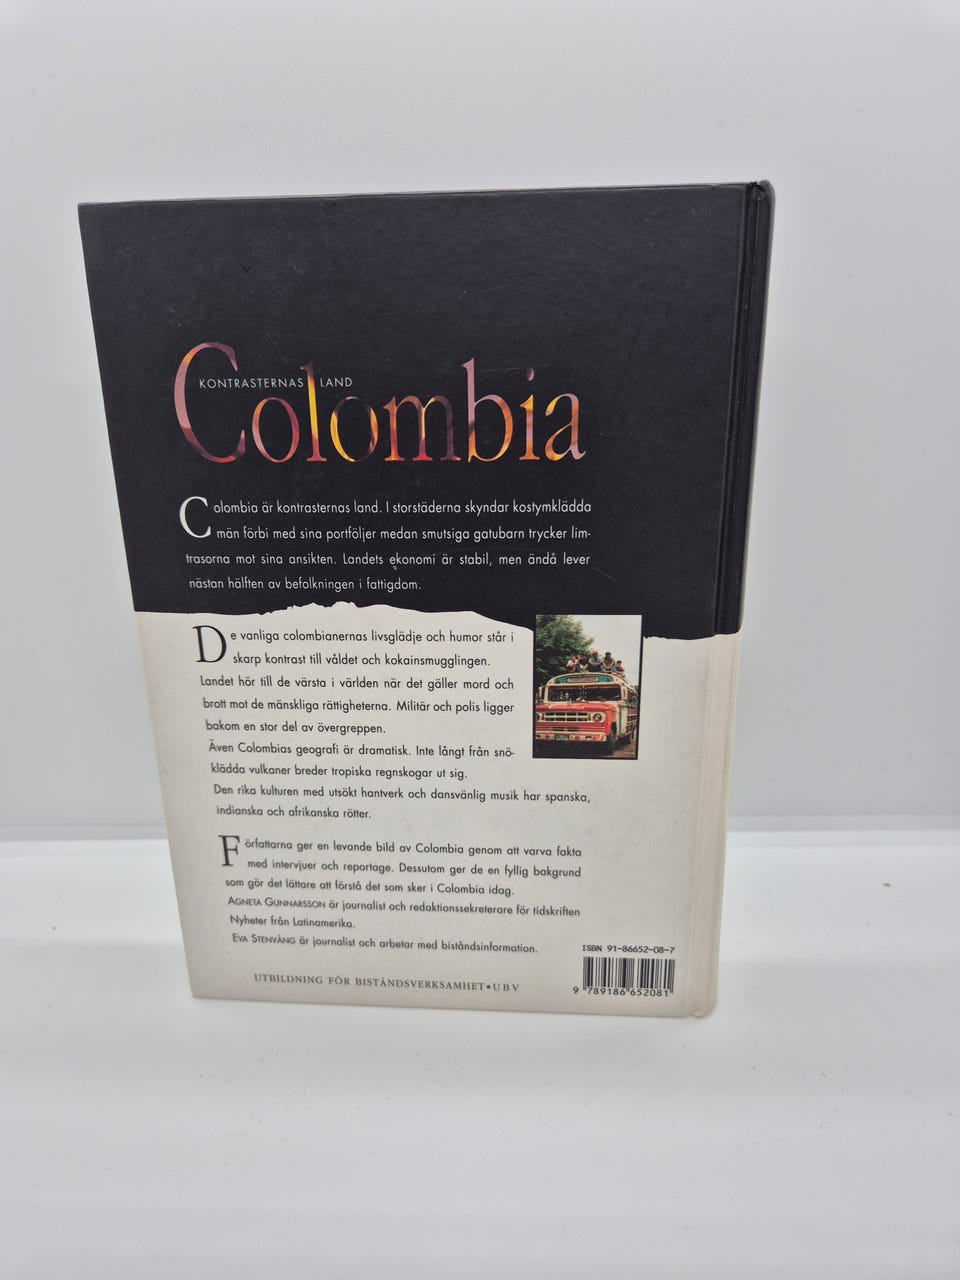 KONTRASTERNAS LAND
Colombia
Colombia är kontrasternas land. I storstäderna skyndar kostymklädda
män förbi med sina portföljer medan smutsiga gatubarn trycker lim-
trasorna mot sina ansikten. Landets ekonomi är stabil, men ändå lever
nästan hälften av befolkningen i fattigdom.
De vanliga colombianernas livsglädje och humor står i
skarp kontrast till våldet och kokainsmugglingen.
Landet hör till de värsta i världen när det gäller mord och
brott mot de mänskliga rättigheterna. Militär och polis ligger
bakom en stor del av övergreppen.
Även Colombias geografi är dramatisk. Inte långt från snö-
klädda vulkaner breder tropiska regnskogar ut sig.
Den rika kulturen med utsökt hantverk och dansvänlig musik har spanska,
indianska och afrikanska rötter.
Författarna ger en levande bild av Colombia genom att varva fakta
med intervjuer och reportage. Dessutom ger de en fyllig bakgrund
som gör det lättare att förstå det som sker i Colombia idag.
AGNETA GUNNARSSON är journalist och redaktionssekreterare för tidskriften
Nyheter från Latinamerika.
EVA STENVÅNG är journalist och arbetar med biståndsinformation.
UTBILDNING FÖR BISTÅNDSVERKSAMHET•UBV
ISBN 91-86652-08-7
9 789186 652081